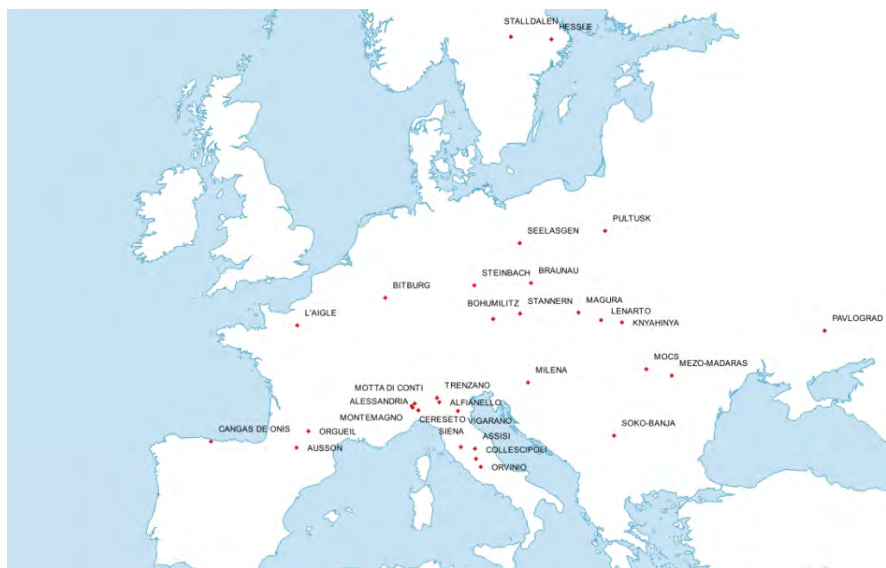 STALLDALEN
HESSLE
PULTUSK
SEELASGEN
STEINBACH
BRAUNAU
BITBURG
BOHUMILITZ
STANNERN
MAGURA
LENARTO
L'AIGLE
KNYAHINYA
PAVLOGRAD
MOCS
MEZO-MADARAS
MILENA
MOTTA DI CONTI
TRENZANO
ALESSANDRIA
ALFIANELLO
MONTEMAGNO
CERESETO
VIGARANO
CANGAS DE ONIS
ORGUEIL
SIENA
ASSISI
SOKO-BANJA
AUSSON
COLLESCIPOLI
ORVINIO